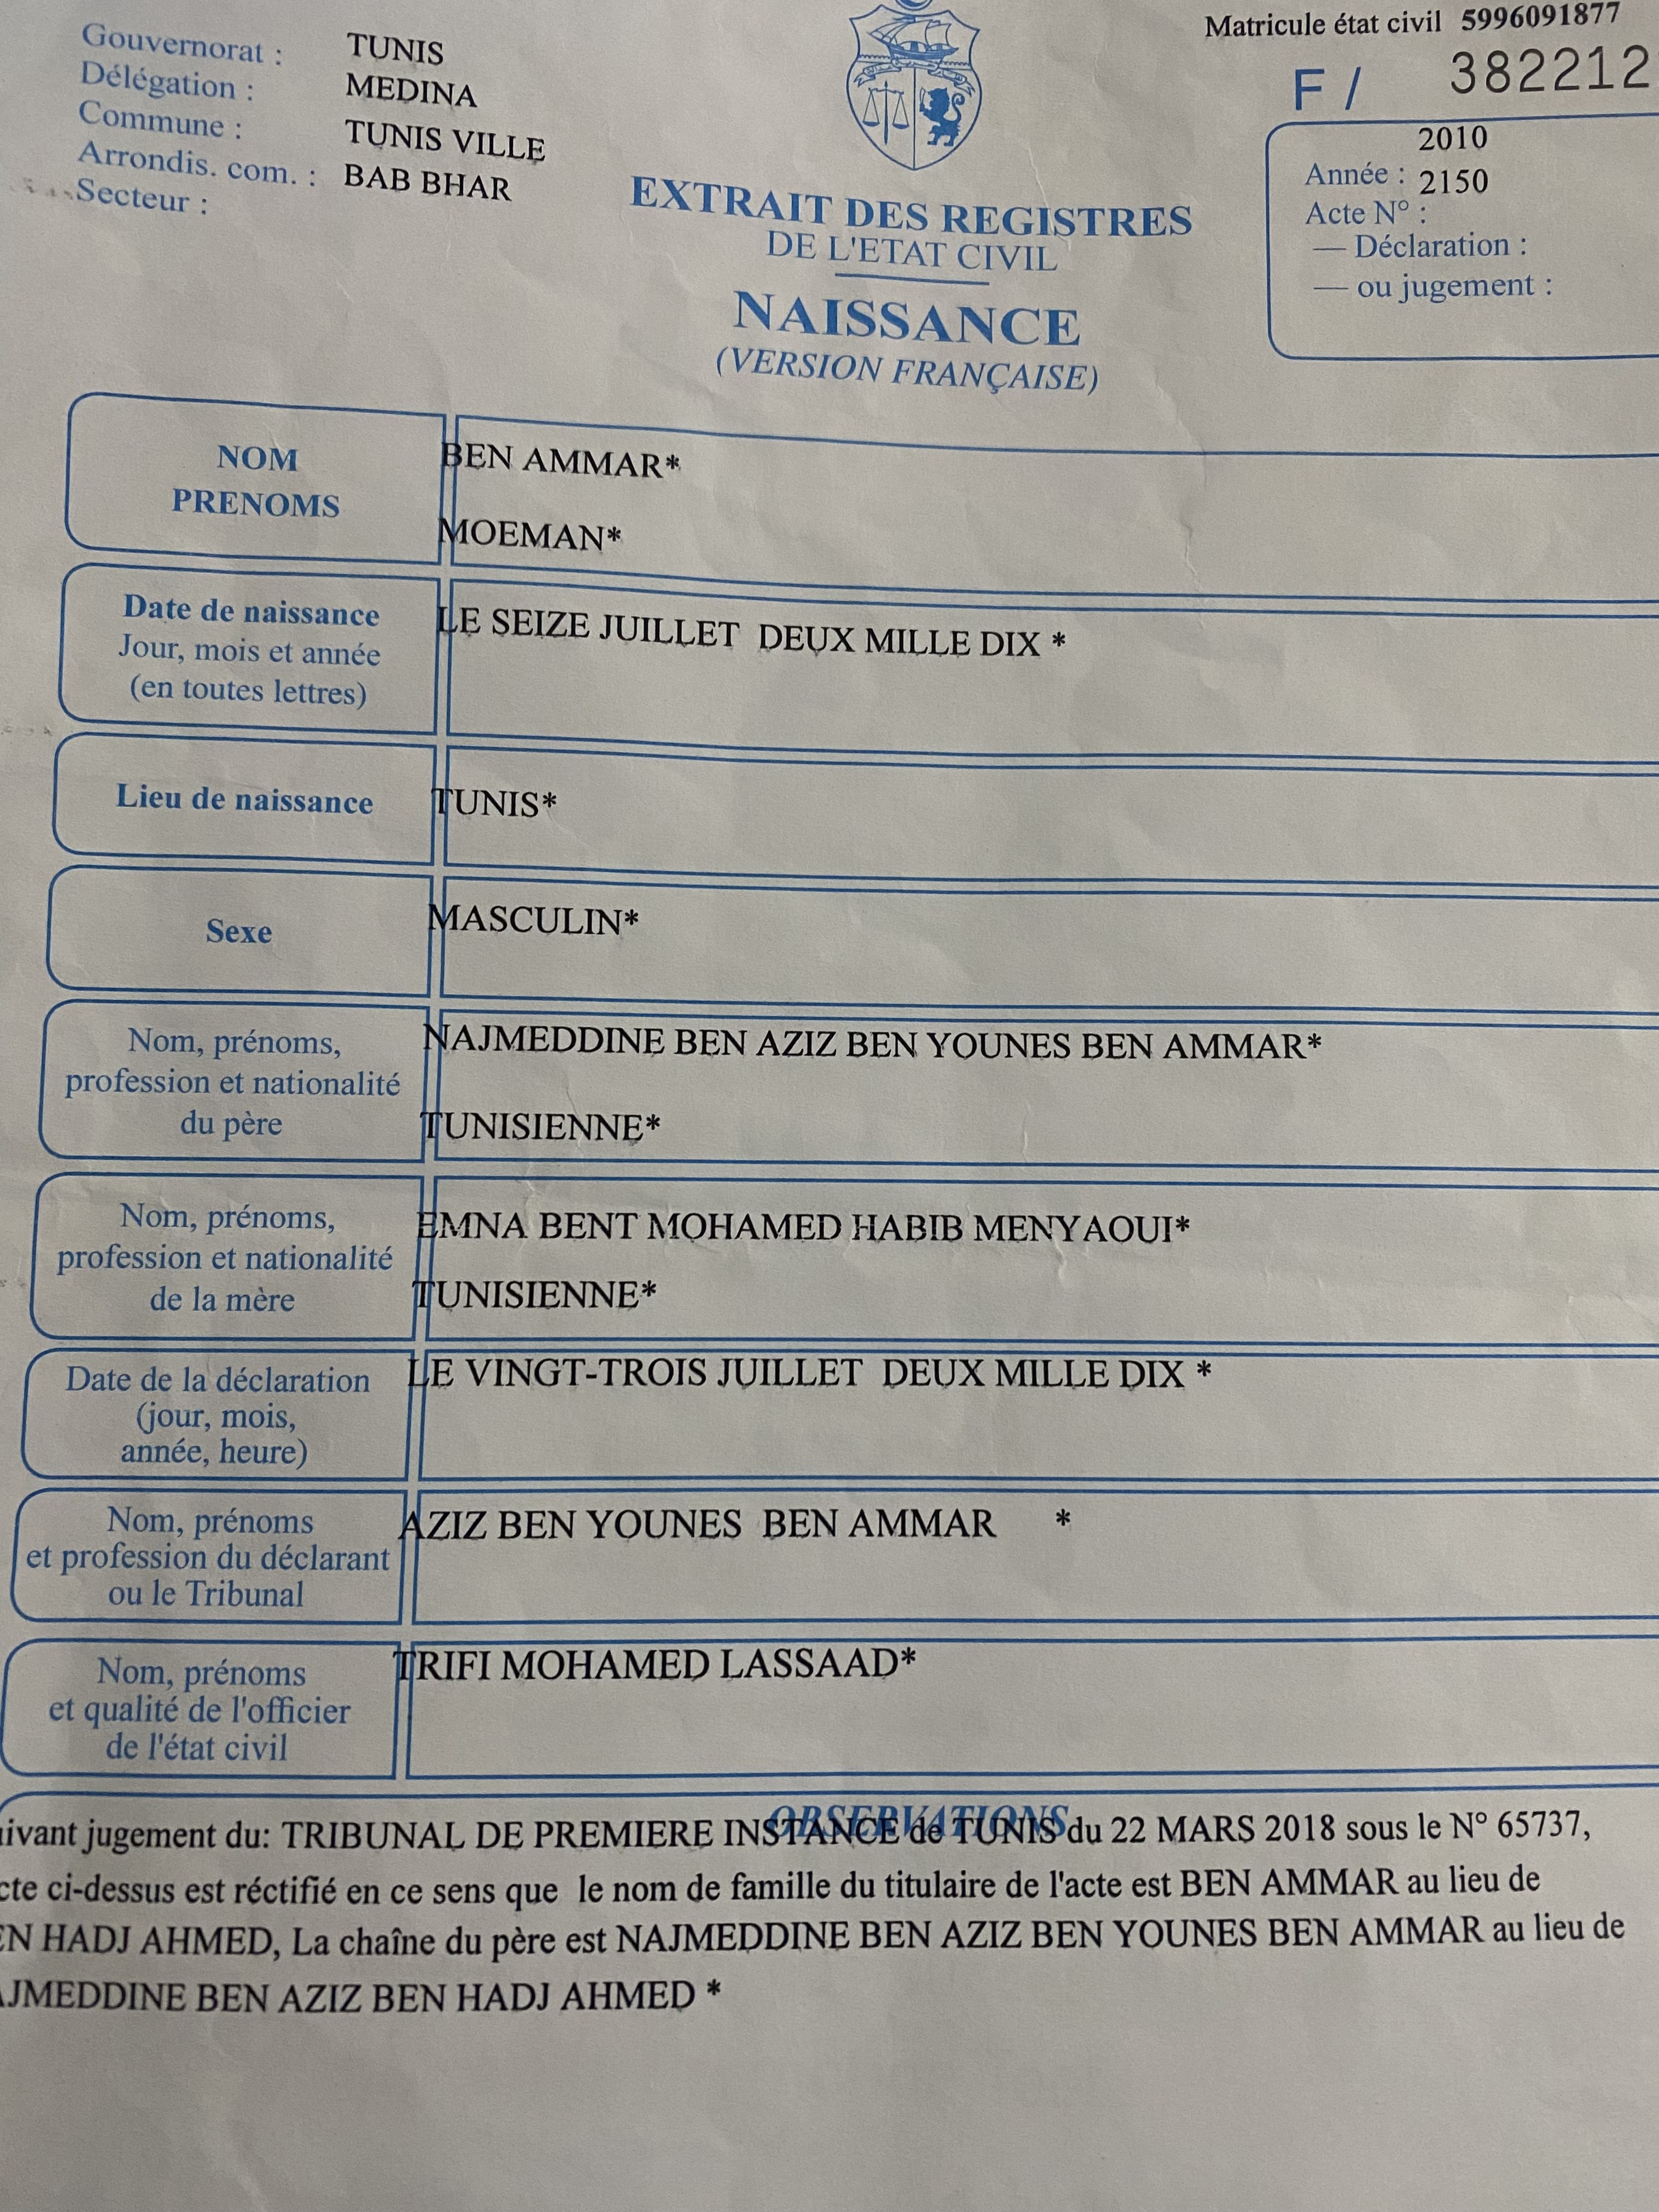 Gouvernorat : TUNIS
Délégation : MEDINA
Commune : TUNIS VILLE
Arrondis. com. : BAB BHAR
Secteur :
Matricule état civil 5996091877
F / 382212
2010
Année : 2150
Acte N° :
— Déclaration :
— ou jugement :
EXTRAIT DES REGISTRES
DE L'ETAT CIVIL
NAISSANCE
(VERSION FRANÇAISE)
NOM
PRENOMS
BEN AMMAR*
MOEMAN*
Date de naissance
Jour, mois et année
(en toutes lettres)
LE SEIZE JUILLET DEUX MILLE DIX *
Lieu de naissance
TUNIS*
Sexe
MASCULIN*
Nom, prénoms,
profession et nationalité
du père
NAJMEDDINE BEN AZIZ BEN YOUNES BEN AMMAR*
TUNISIENNE*
Nom, prénoms,
profession et nationalité
de la mère
EMNA BENT MOHAMED HABIB MENYAOUI*
TUNISIENNE*
Date de la déclaration
(jour, mois,
année, heure)
LE VINGT-TROIS JUILLET DEUX MILLE DIX *
Nom, prénoms
et profession du déclarant
ou le Tribunal
AZIZ BEN YOUNES BEN AMMAR *
Nom, prénoms
et qualité de l'officier
de l'état civil
TRIFI MOHAMED LASSAAD*
OBSERVATIONS
ivant jugement du: TRIBUNAL DE PREMIERE INSTANCE de TUNIS du 22 MARS 2018 sous le N° 65737,
cte ci-dessus est réctifié en ce sens que le nom de famille du titulaire de l'acte est BEN AMMAR au lieu de
EN HADJ AHMED, La chaîne du père est NAJMEDDINE BEN AZIZ BEN YOUNES BEN AMMAR au lieu de
AJMEDDINE BEN AZIZ BEN HADJ AHMED *